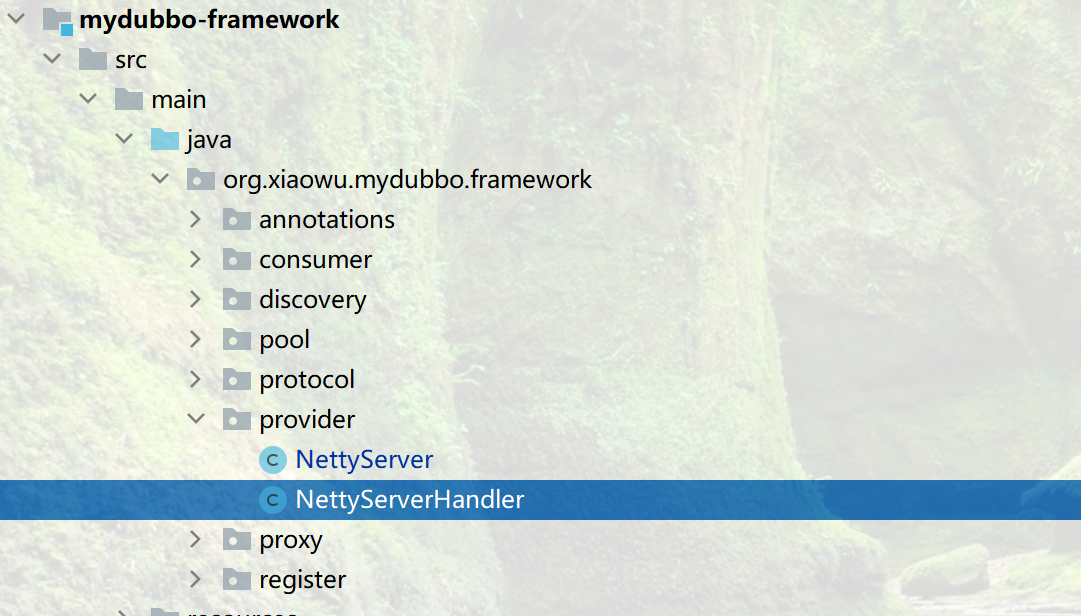 mydubbo-framework
src
main
java
org.xiaowu.mydubbo.framework
annotations
consumer
discovery
pool
protocol
provider
C NettyServer
C NettyServerHandler
proxy
register